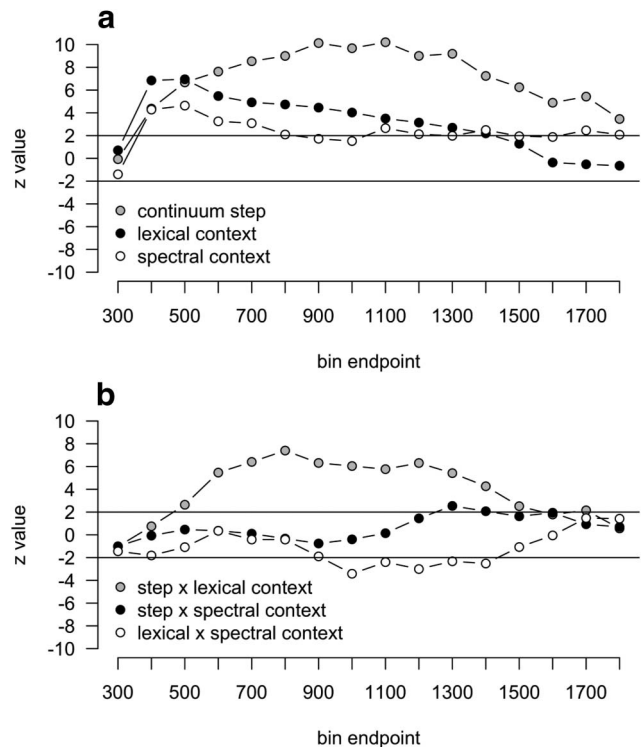 a
10
8
6
4
2
0
-2
-4
-6
-8
-10
z value
continuum step
lexical context
spectral context
300 500 700 900 1100 1300 1500 1700
bin endpoint
b
10
8
6
4
2
0
-2
-4
-6
-8
-10
z value
step x lexical context
step x spectral context
lexical x spectral context
300 500 700 900 1100 1300 1500 1700
bin endpoint